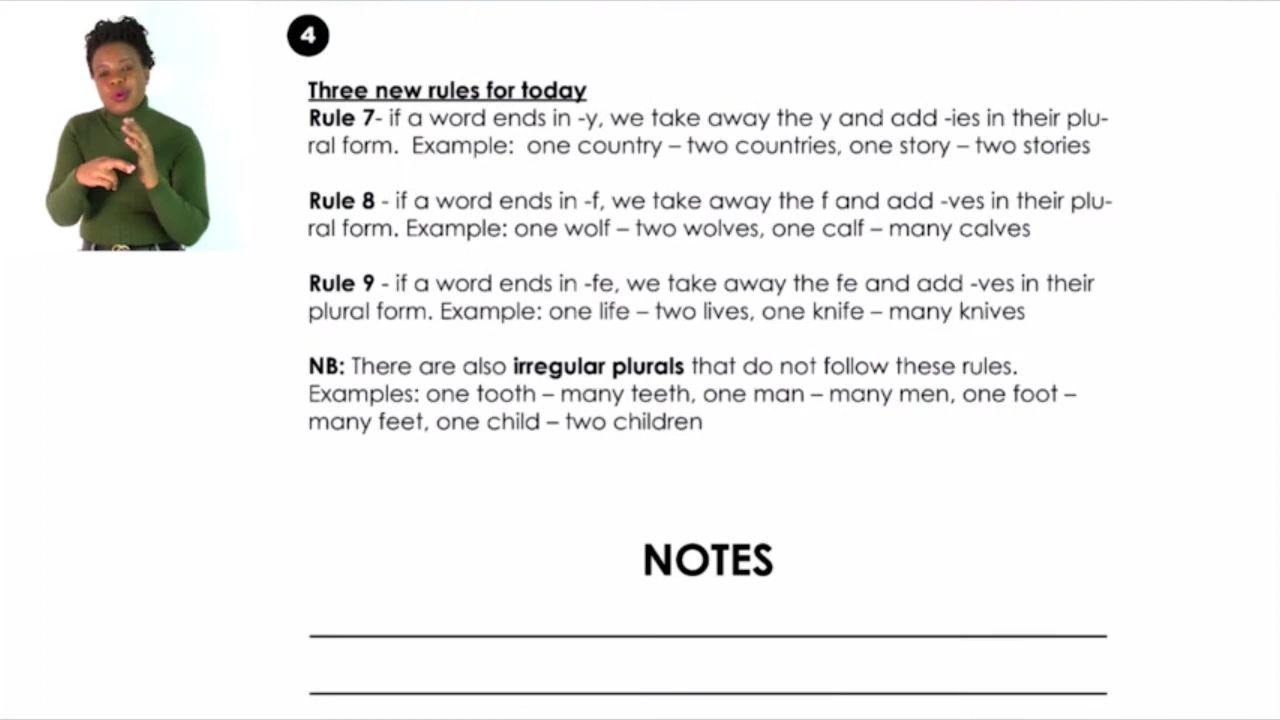 4
Three new rules for today
Rule 7- if a word ends in -y, we take away the y and add -ies in their plu-
ral form.  Example:  one country – two countries, one story – two stories
Rule 8 - if a word ends in -f, we take away the f and add -ves in their plu-
ral form. Example: one wolf – two wolves, one calf – many calves
Rule 9 - if a word ends in -fe, we take away the fe and add -ves in their
plural form. Example: one life – two lives, one knife – many knives
NB: There are also irregular plurals that do not follow these rules.
Examples: one tooth – many teeth, one man – many men, one foot –
many feet, one child – two children
NOTES